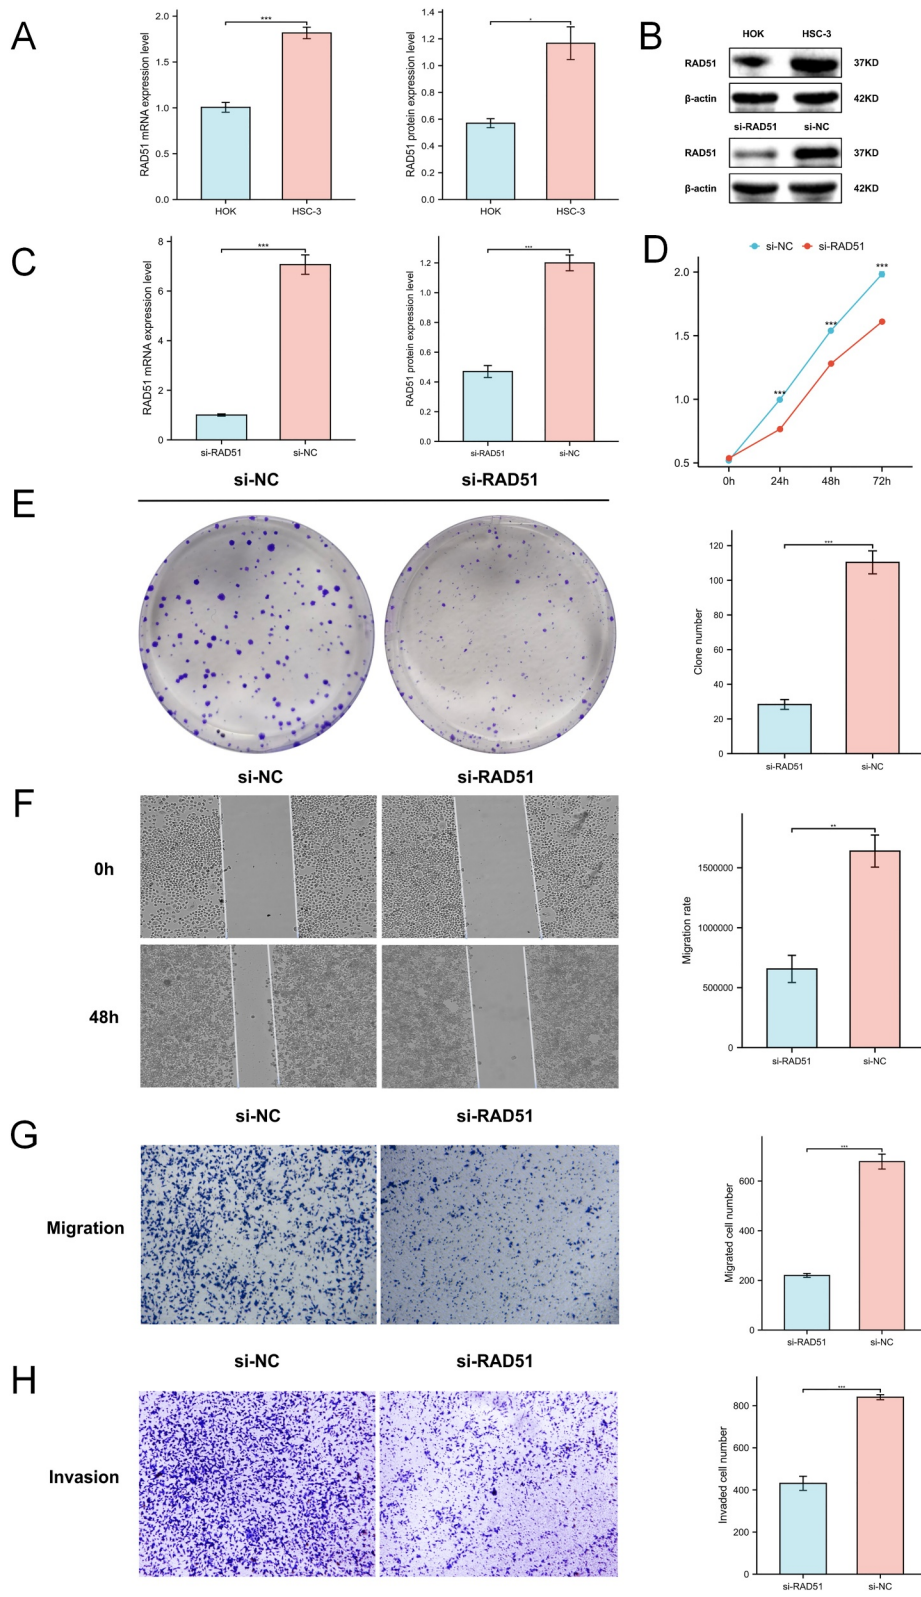 A
RAD51 mRNA expression level
2.0
1.5
1.0
0.5
0.0
***
HOK
HSC-3
RAD51 protein expression level
1.4
1.2
1.0
0.8
0.6
0.4
0.2
0.0
*
HOK
HSC-3
B
HOK
HSC-3
RAD51
37KD
β-actin
42KD
si-RAD51
si-NC
RAD51
37KD
β-actin
42KD
C
RAD51 mRNA expression level
8
6
4
2
0
***
si-RAD51
si-NC
RAD51 protein expression level
1.2
1.0
0.8
0.6
0.4
0.2
0.0
***
si-RAD51
si-NC
D
si-NC
si-RAD51
2.0
1.5
1.0
0.5
***
***
***
0h
24h
48h
72h
E
si-NC
si-RAD51
Clone number
120
100
80
60
40
20
0
***
si-RAD51
si-NC
F
si-NC
si-RAD51
0h
48h
Migration rate
1500000
1000000
500000
0
**
si-RAD51
si-NC
G
si-NC
si-RAD51
Migration
Migrated cell number
600
400
200
0
***
si-RAD51
si-NC
H
si-NC
si-RAD51
Invasion
Invaded cell number
800
600
400
200
0
***
si-RAD51
si-NC